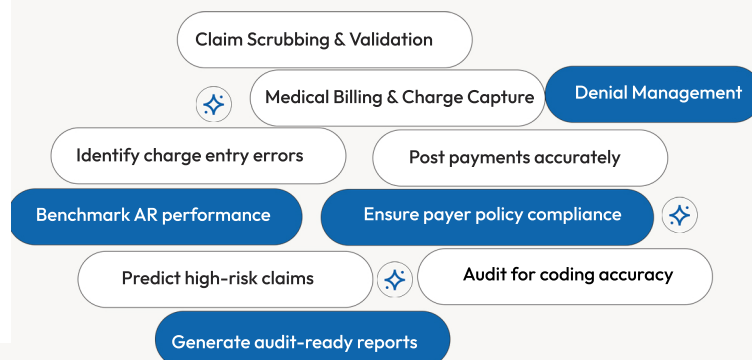 Claim Scrubbing & Validation
Medical Billing & Charge Capture
Denial Management
Identify charge entry errors
Post payments accurately
Benchmark AR performance
Ensure payer policy compliance
Predict high-risk claims
Audit for coding accuracy
Generate audit-ready reports